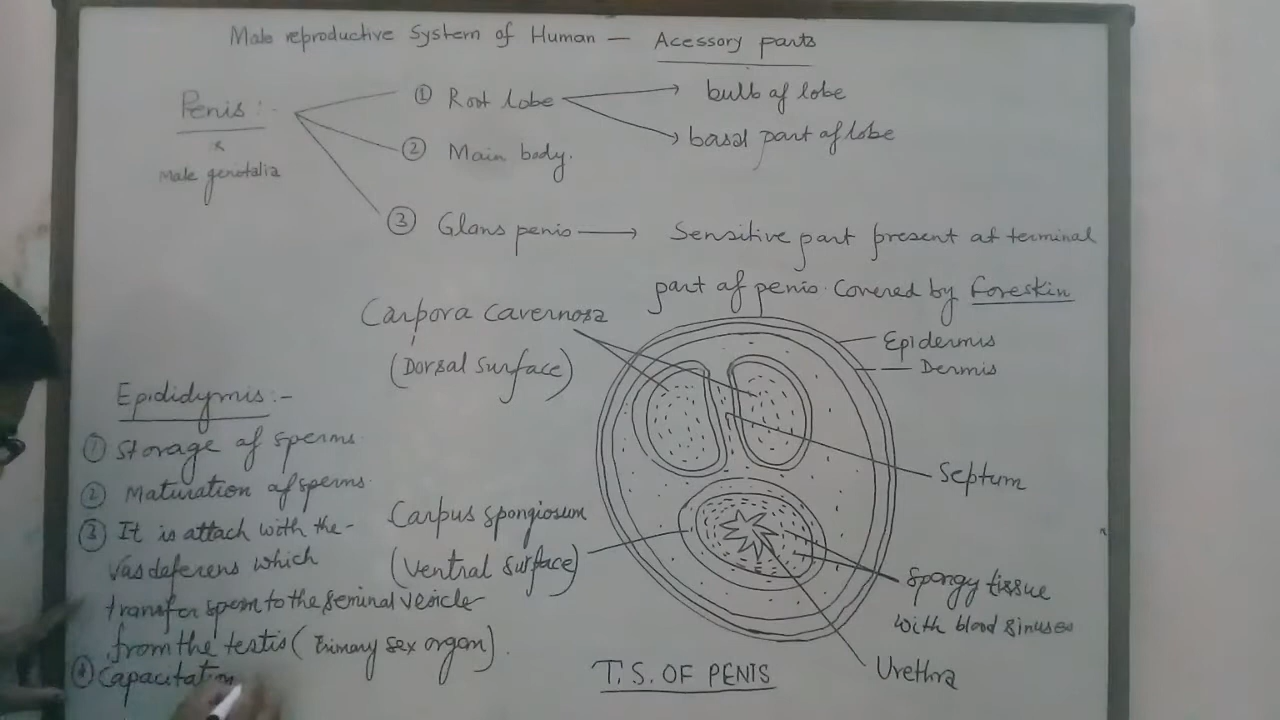 Male reproductive System of Human — Acessory parts
Penis :-
Male genetalia
① Root lobe
bulb of lobe
basal part of lobe
② Main body.
③ Glans penis
Sensitive part present at terminal
part of penis. Covered by Foreskin
Carpora cavernosa
(Dorsal Surface)
Epidermis
Dermis
Septum
Carpus spongiosum
(Ventral surface)
Spongy tissue
with blood sinuses
Urethra
T.S. OF PENIS
Epididymis :-
① Storage of sperms
② Maturation of sperms
③ It is attach with the-
Vas deferens which
transfer sperm to the seminal vesicle
from the testis (Primary sex organ).
④ Capacitation